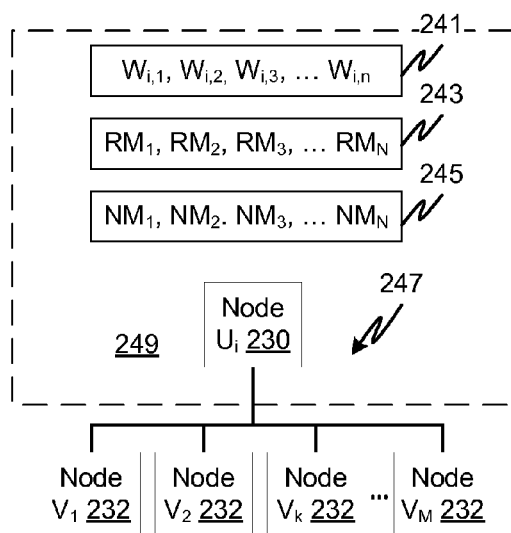 241
W_{i,1}, W_{i,2,} W_{i,3}, … W_{i,n}
243
RM_1, RM_2, RM_3, … RM_N
245
NM_1, NM_2. NM_3, … NM_N
247
Node
U_i 230
249
Node Node Node Node
V_1 232 V_2 232 V_k 232 ... V_M 232